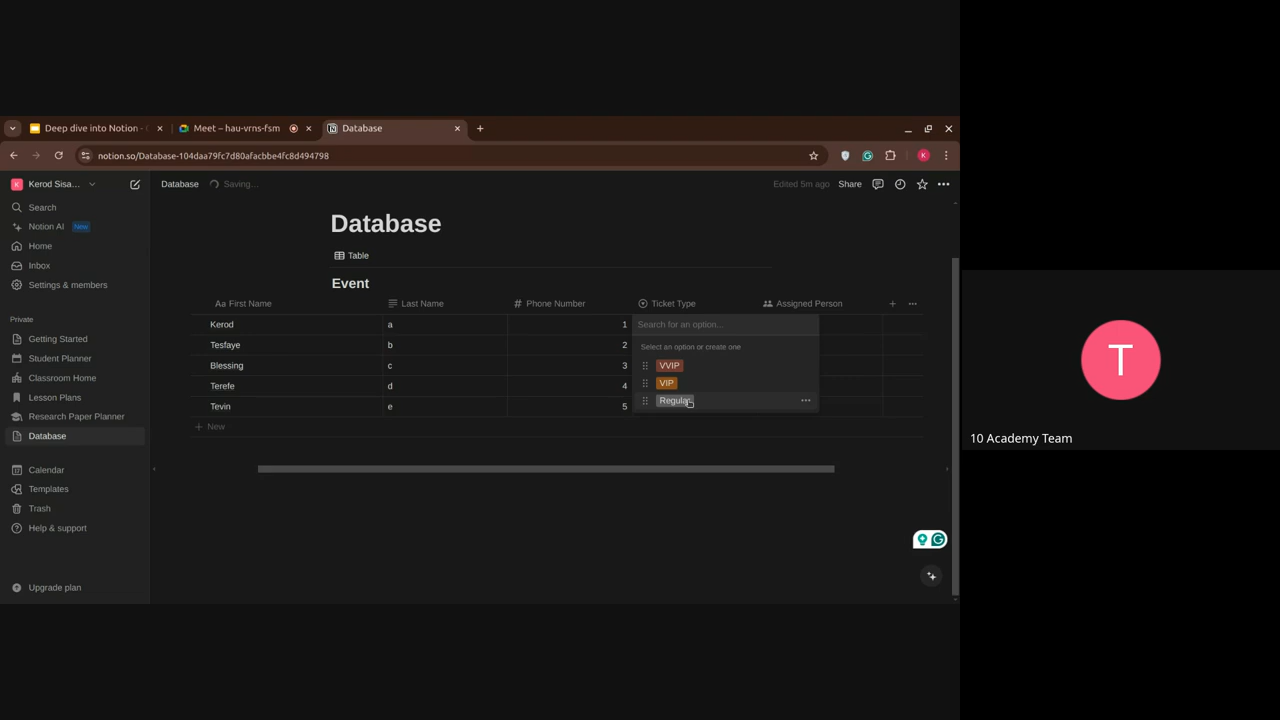 Deep dive into Notion -
Meet – hau-vrns-fsm
Database
notion.so/Database-104daa79fc7d80afacbbe4fc8d494798
K
K
Kerod Sisa...
Database
Saving...
Edited 5m ago
Share
Search
Notion AI
New
Home
Inbox
Settings & members
Private
Getting Started
Student Planner
Classroom Home
Lesson Plans
Research Paper Planner
Database
Calendar
Templates
Trash
Help & support
Upgrade plan
Database
Table
Event
Aa First Name
Last Name
# Phone Number
Ticket Type
Assigned Person
Kerod
a
1
Search for an option...
Tesfaye
b
2
Select an option or create one
Blessing
c
3
VVIP
Terefe
d
4
VIP
Tevin
e
5
Regular
New
T
10 Academy Team